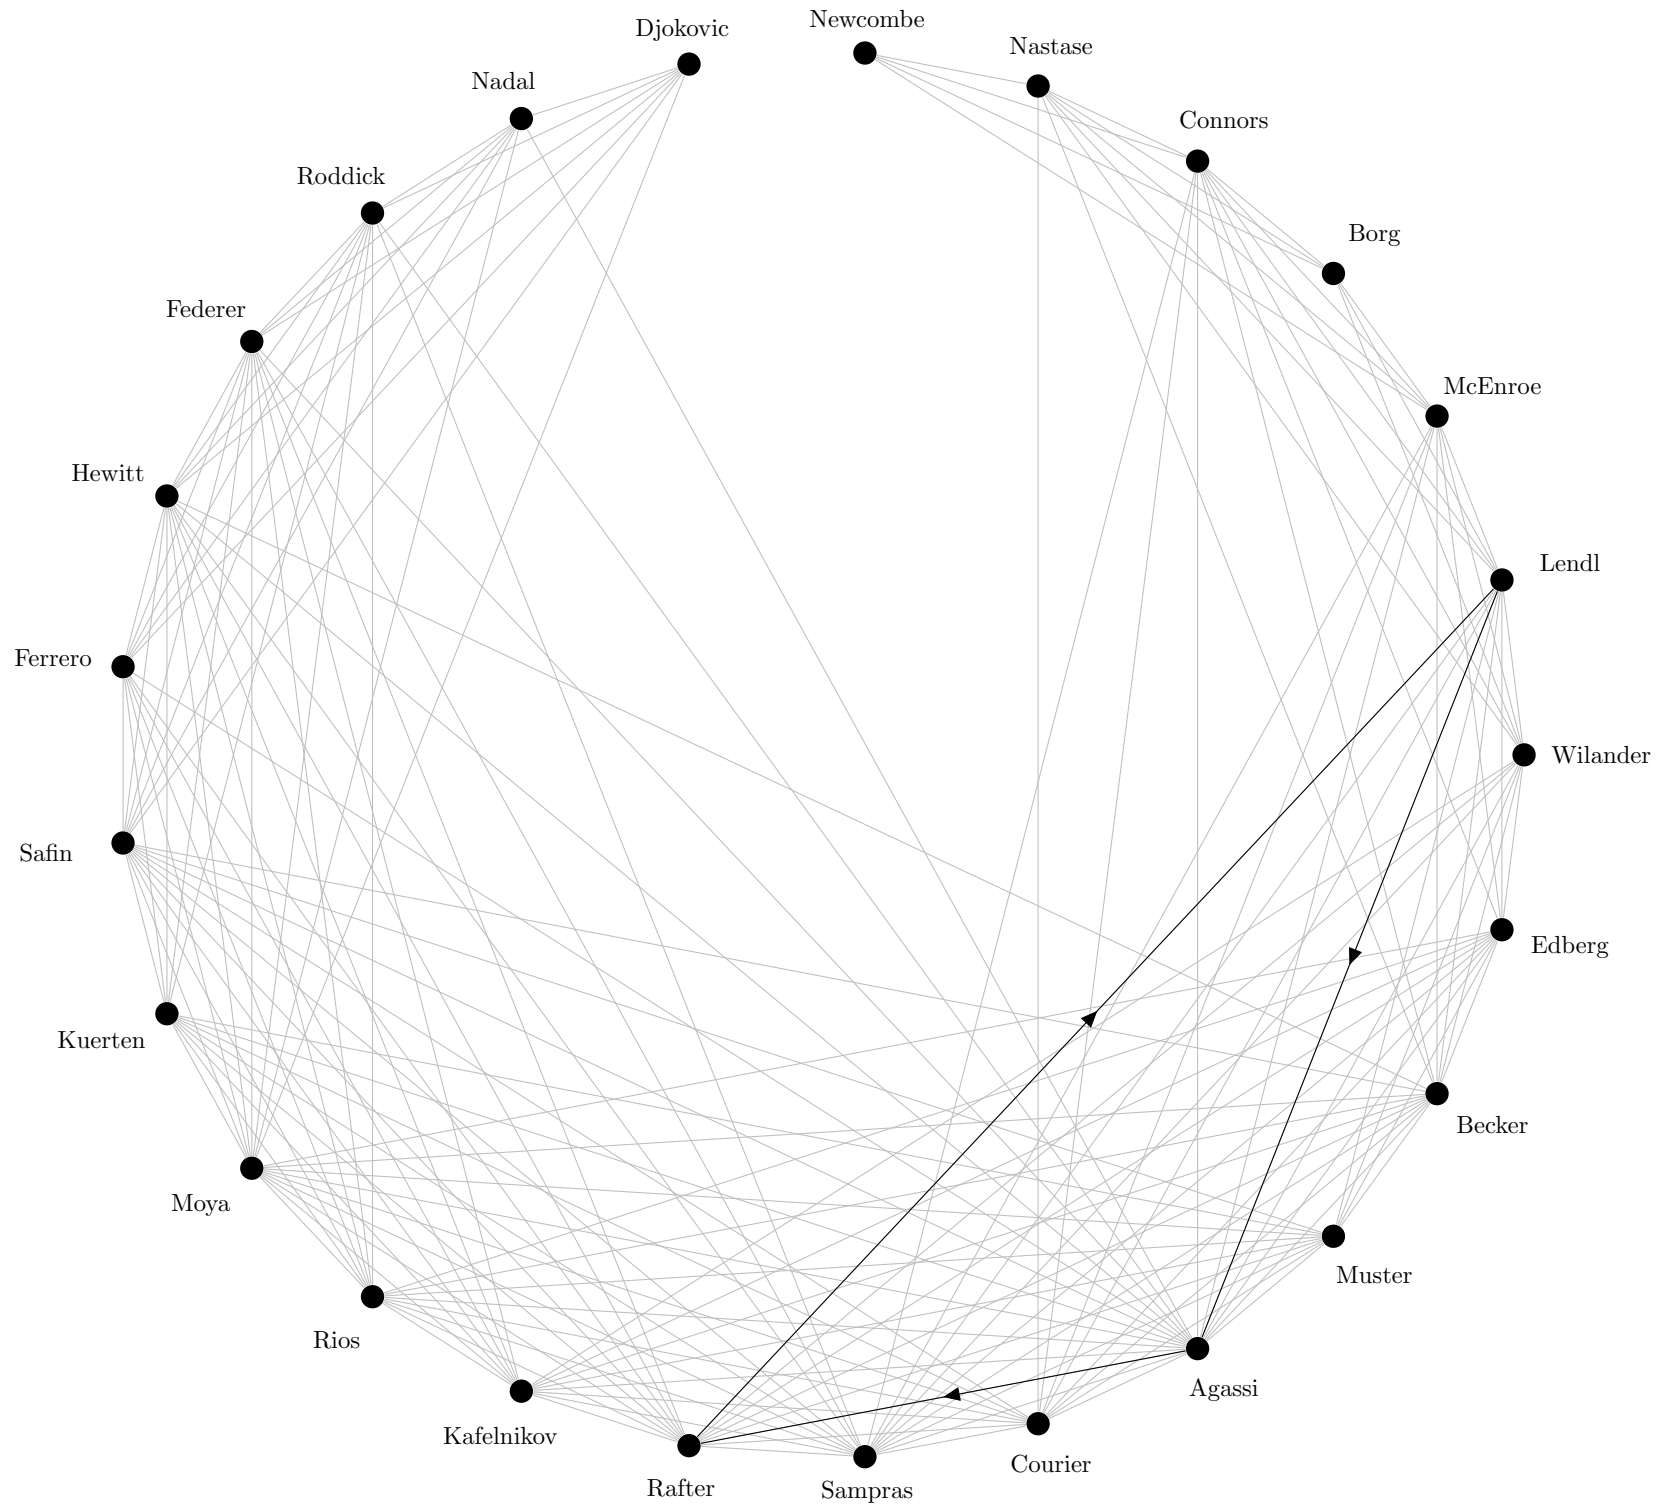 Newcombe
Djokovic
Nastase
Nadal
Connors
Roddick
Borg
Federer
McEnroe
Hewitt
Lendl
Ferrero
Wilander
Safin
Edberg
Kuerten
Becker
Moya
Muster
Rios
Agassi
Kafelnikov
Courier
Rafter
Sampras